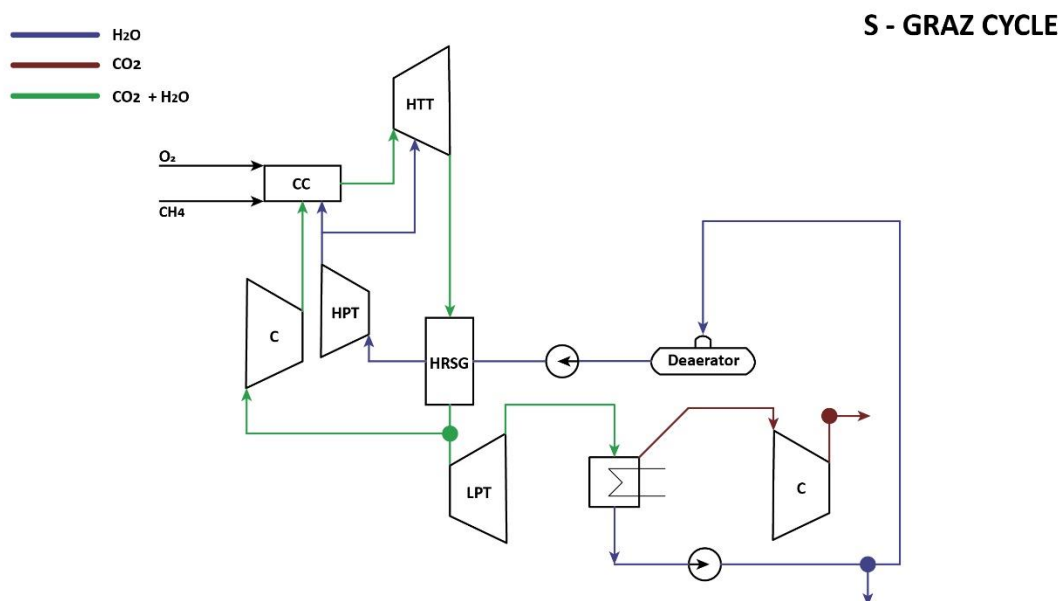 S - GRAZ CYCLE
H₂O
CO₂
CO₂ + H₂O
HTT
O₂
CC
CH4
HPT
C
HRSG
Deaerator
LPT
C